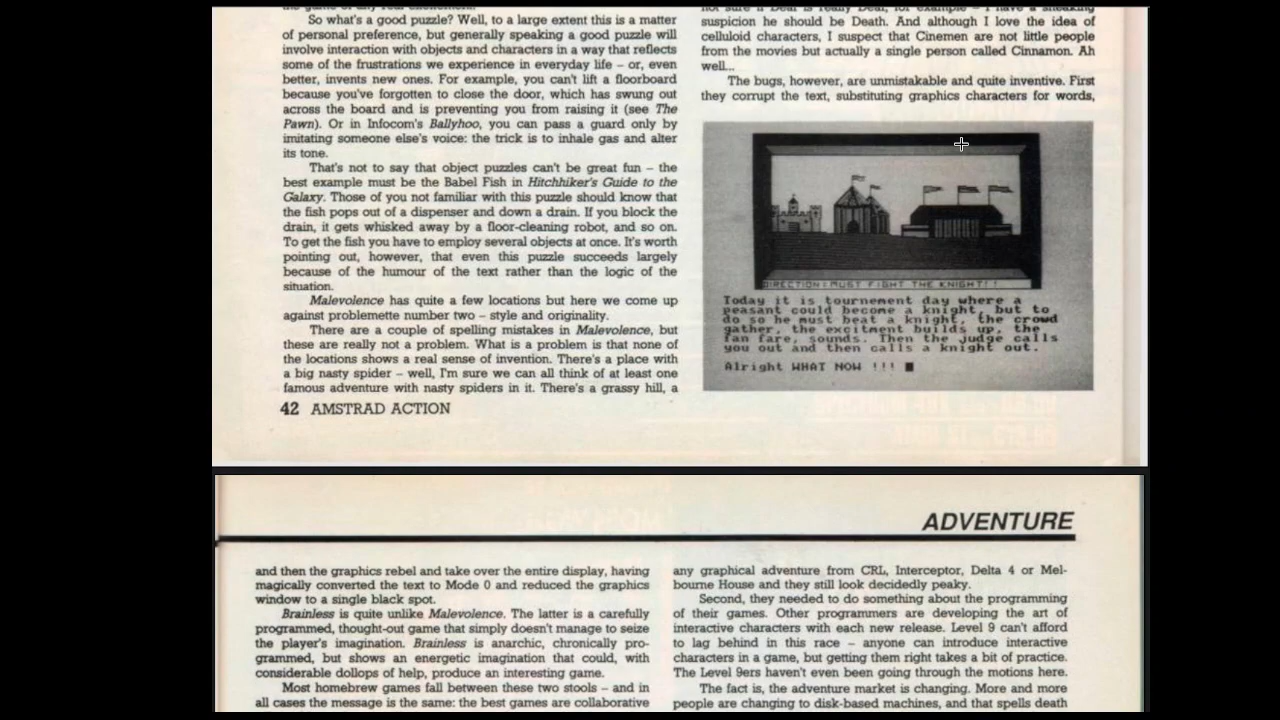 So what's a good puzzle? Well, to a large extent this is a matter
of personal preference, but generally speaking a good puzzle will
involve interaction with objects and characters in a way that reflects
some of the frustrations we experience in everyday life – or, even
better, invents new ones. For example, you can't lift a floorboard
because you've forgotten to close the door, which has swung out
across the board and is preventing you from raising it (see The
Pawn). Or in Infocom's Ballyhoo, you can pass a guard only by
imitating someone else's voice: the trick is to inhale gas and alter
its tone.
That's not to say that object puzzles can't be great fun – the
best example must be the Babel Fish in Hitchhiker's Guide to the
Galaxy. Those of you not familiar with this puzzle should know that
the fish pops out of a dispenser and down a drain. If you block the
drain, it gets whisked away by a floor-cleaning robot, and so on.
To get the fish you have to employ several objects at once. It's worth
pointing out, however, that even this puzzle succeeds largely
because of the humour of the text rather than the logic of the
situation.
Malevolence has quite a few locations but here we come up
against problemette number two – style and originality.
There are a couple of spelling mistakes in Malevolence, but
these are really not a problem. What is a problem is that none of
the locations shows a real sense of invention. There's a place with
a big nasty spider – well, I'm sure we can all think of at least one
famous adventure with nasty spiders in it. There's a grassy hill, a
42 AMSTRAD ACTION
suspicion he should be Death. And although I love the idea of
celluloid characters, I suspect that Cinemen are not little people
from the movies but actually a single person called Cinnamon. Ah
well...
The bugs, however, are unmistakable and quite inventive. First
they corrupt the text, substituting graphics characters for words,
DIRECTION:MUST FIGHT THE KNIGHT!!
Today it is tournement day where a
peasant could become a knight, but to
do so he must beat a knight, the crowd
gather, the excitment builds up, the
fan fare, sounds. Then the judge calls
you out and then calls a knight out.
Alright WHAT NOW !!!
ADVENTURE
and then the graphics rebel and take over the entire display, having
magically converted the text to Mode 0 and reduced the graphics
window to a single black spot.
Brainless is quite unlike Malevolence. The latter is a carefully
programmed, thought-out game that simply doesn't manage to seize
the player's imagination. Brainless is anarchic, chronically pro-
grammed, but shows an energetic imagination that could, with
considerable dollops of help, produce an interesting game.
Most homebrew games fall between these two stools – and in
all cases the message is the same: the best games are collaborative
any graphical adventure from CRL, Interceptor, Delta 4 or Mel-
bourne House and they still look decidedly peaky.
Second, they needed to do something about the programming
of their games. Other programmers are developing the art of
interactive characters with each new release. Level 9 can't afford
to lag behind in this race – anyone can introduce interactive
characters in a game, but getting them right takes a bit of practice.
The Level 9ers haven't even been going through the motions here.
The fact is, the adventure market is changing. More and more
people are changing to disk-based machines, and that spells death